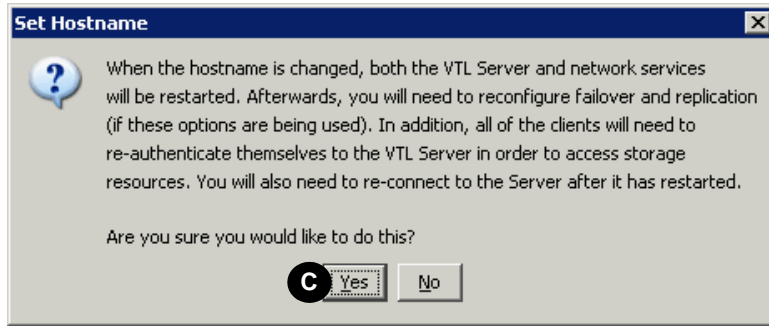 Set Hostname
When the hostname is changed, both the VTL Server and network services
will be restarted. Afterwards, you will need to reconfigure failover and replication
(if these options are being used). In addition, all of the clients will need to
re-authenticate themselves to the VTL Server in order to access storage
resources. You will also need to re-connect to the Server after it has restarted.
Are you sure you would like to do this?
C Yes No